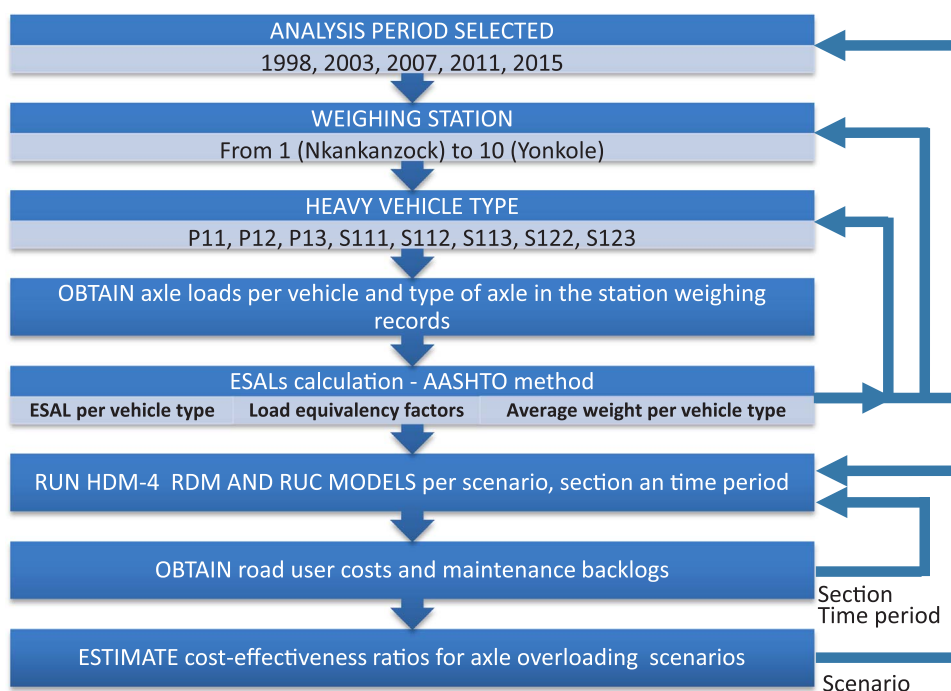 ANALYSIS PERIOD SELECTED
1998, 2003, 2007, 2011, 2015
WEIGHING STATION
From 1 (Nkankanzock) to 10 (Yonkole)
HEAVY VEHICLE TYPE
P11, P12, P13, S111, S112, S113, S122, S123
OBTAIN axle loads per vehicle and type of axle in the station weighing
records
ESALs calculation - AASHTO method
ESAL per vehicle type
Load equivalency factors
Average weight per vehicle type
RUN HDM-4 RDM AND RUC MODELS per scenario, section an time period
OBTAIN road user costs and maintenance backlogs
Section
Time period
ESTIMATE cost-effectiveness ratios for axle overloading scenarios
Scenario